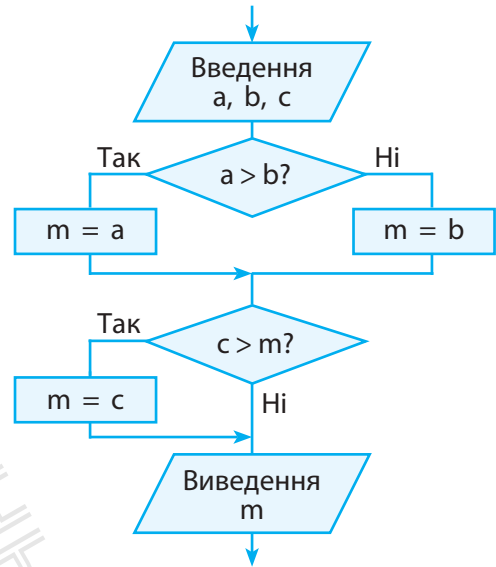 Введення
a, b, c
Так
a > b?
Ні
m = a
m = b
Так
c > m?
m = c
Ні
Виведення
m